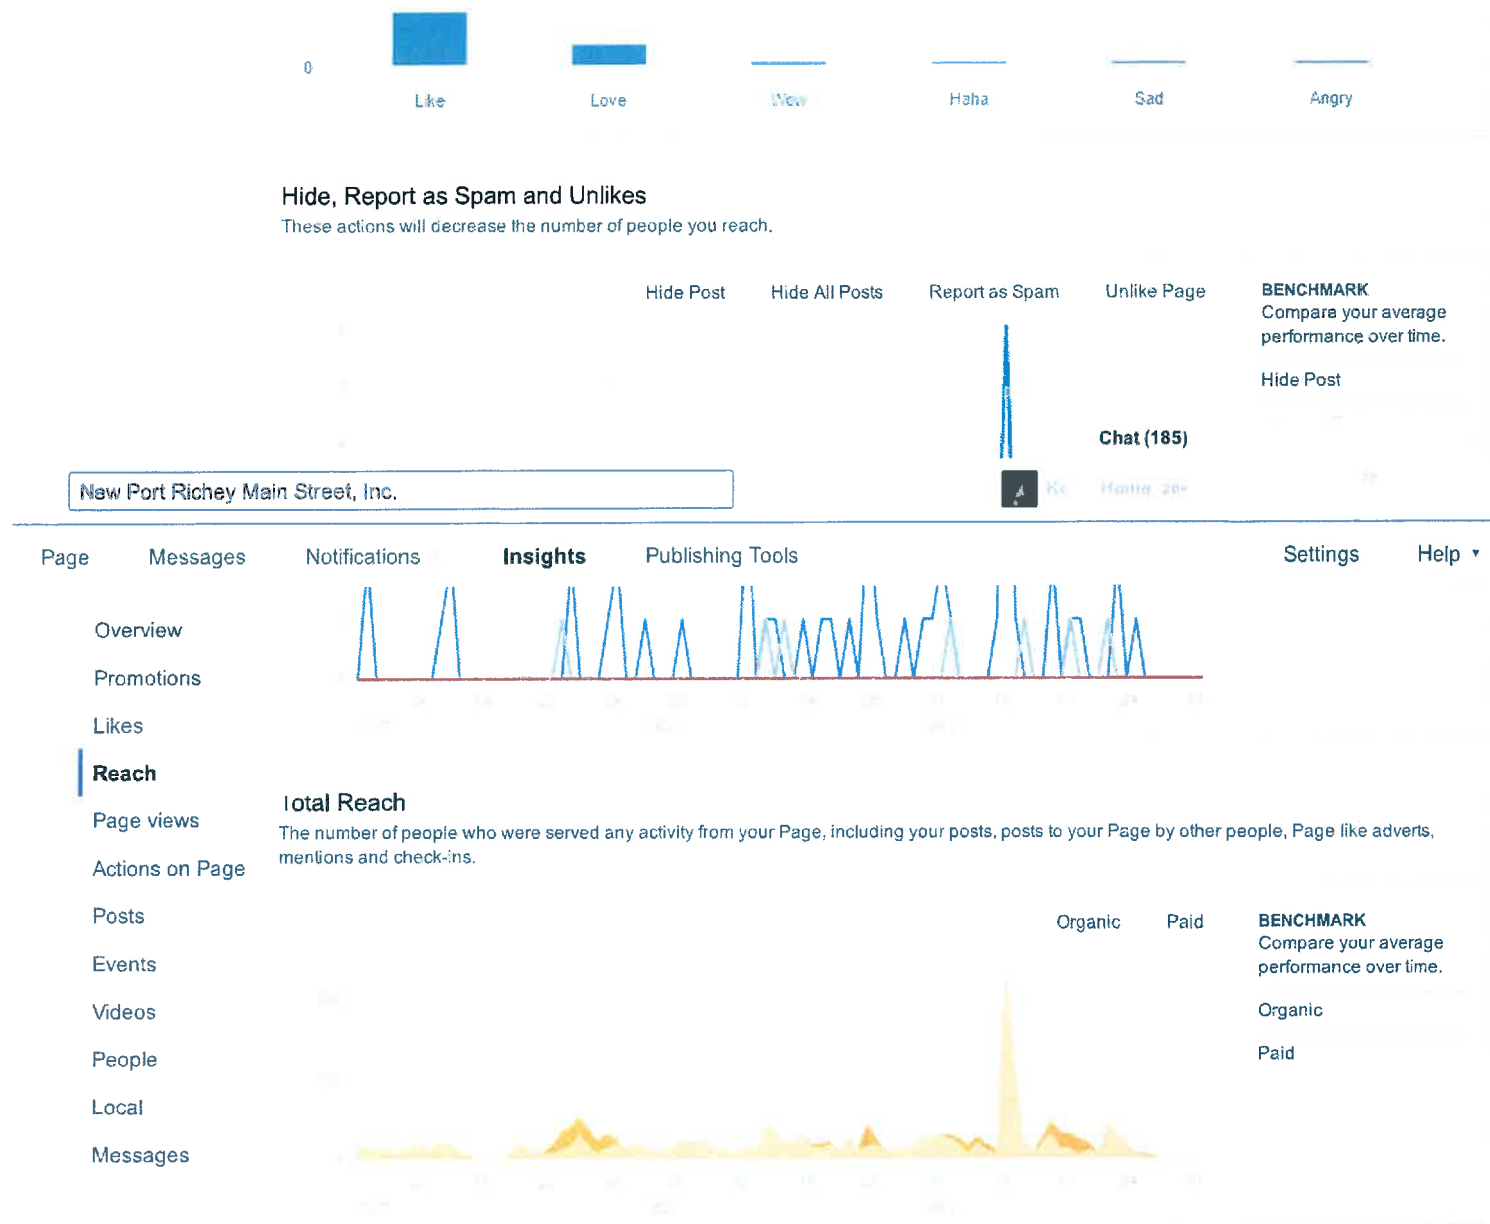 0
Like
Love
Wow
Haha
Sad
Angry
Hide, Report as Spam and Unlikes
These actions will decrease the number of people you reach.
Hide Post
Hide All Posts
Report as Spam
Unlike Page
BENCHMARK
Compare your average
performance over time.
Hide Post
Chat (185)
New Port Richey Main Street, Inc.
Page
Messages
Notifications
Insights
Publishing Tools
Settings
Help
Overview
Promotions
Likes
Reach
Page views
Actions on Page
Posts
Events
Videos
People
Local
Messages
Total Reach
The number of people who were served any activity from your Page, including your posts, posts to your Page by other people, Page like adverts,
mentions and check-ins.
Organic
Paid
BENCHMARK
Compare your average
performance over time.
Organic
Paid